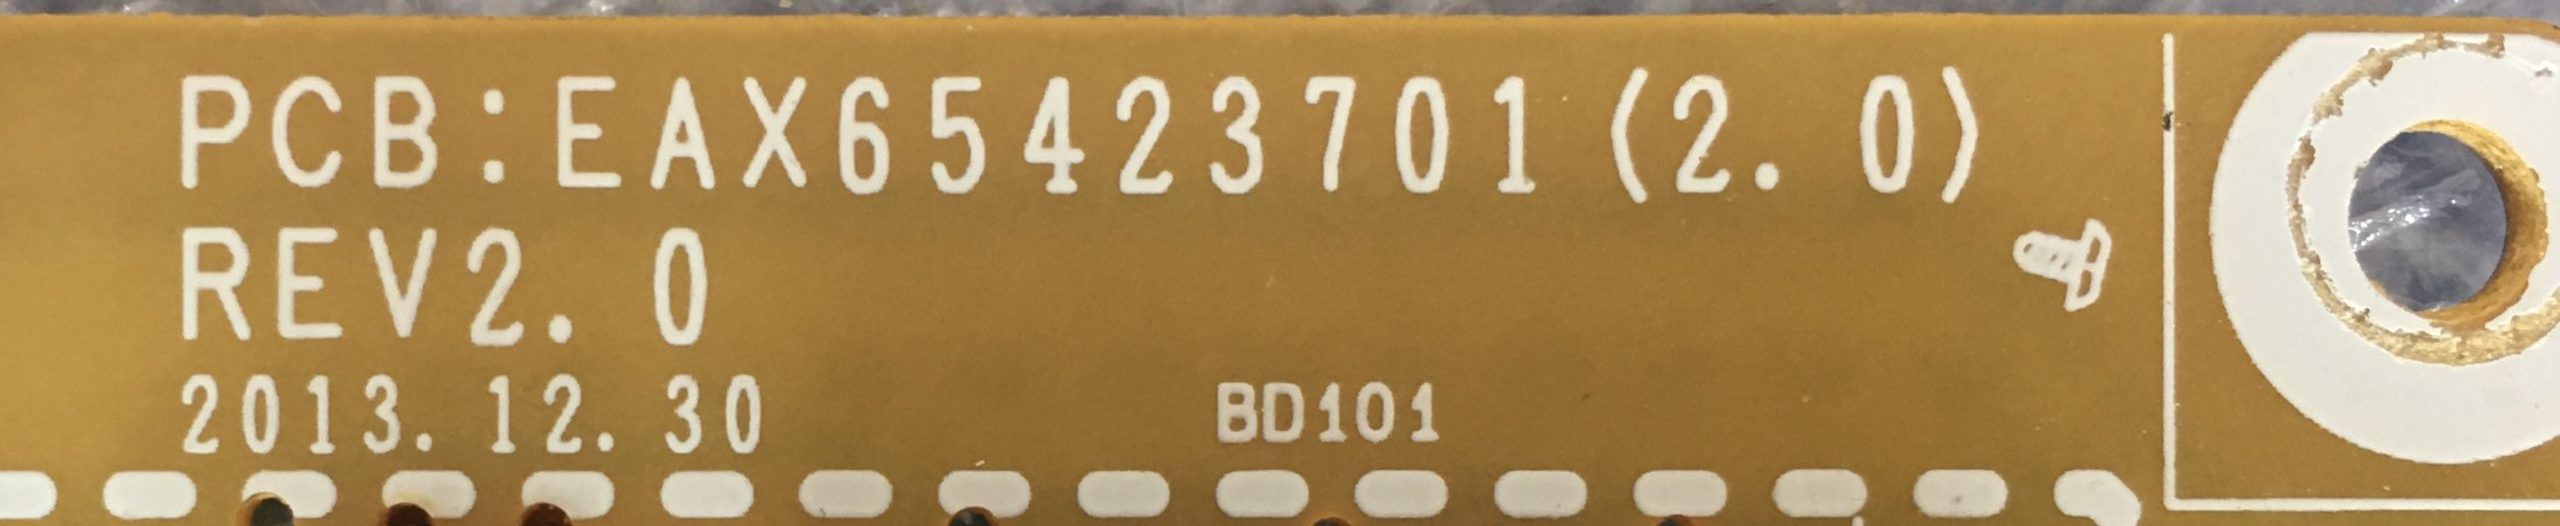 PCB:EAX65423701(2.0)
REV2.0
2013.12.30
BD101